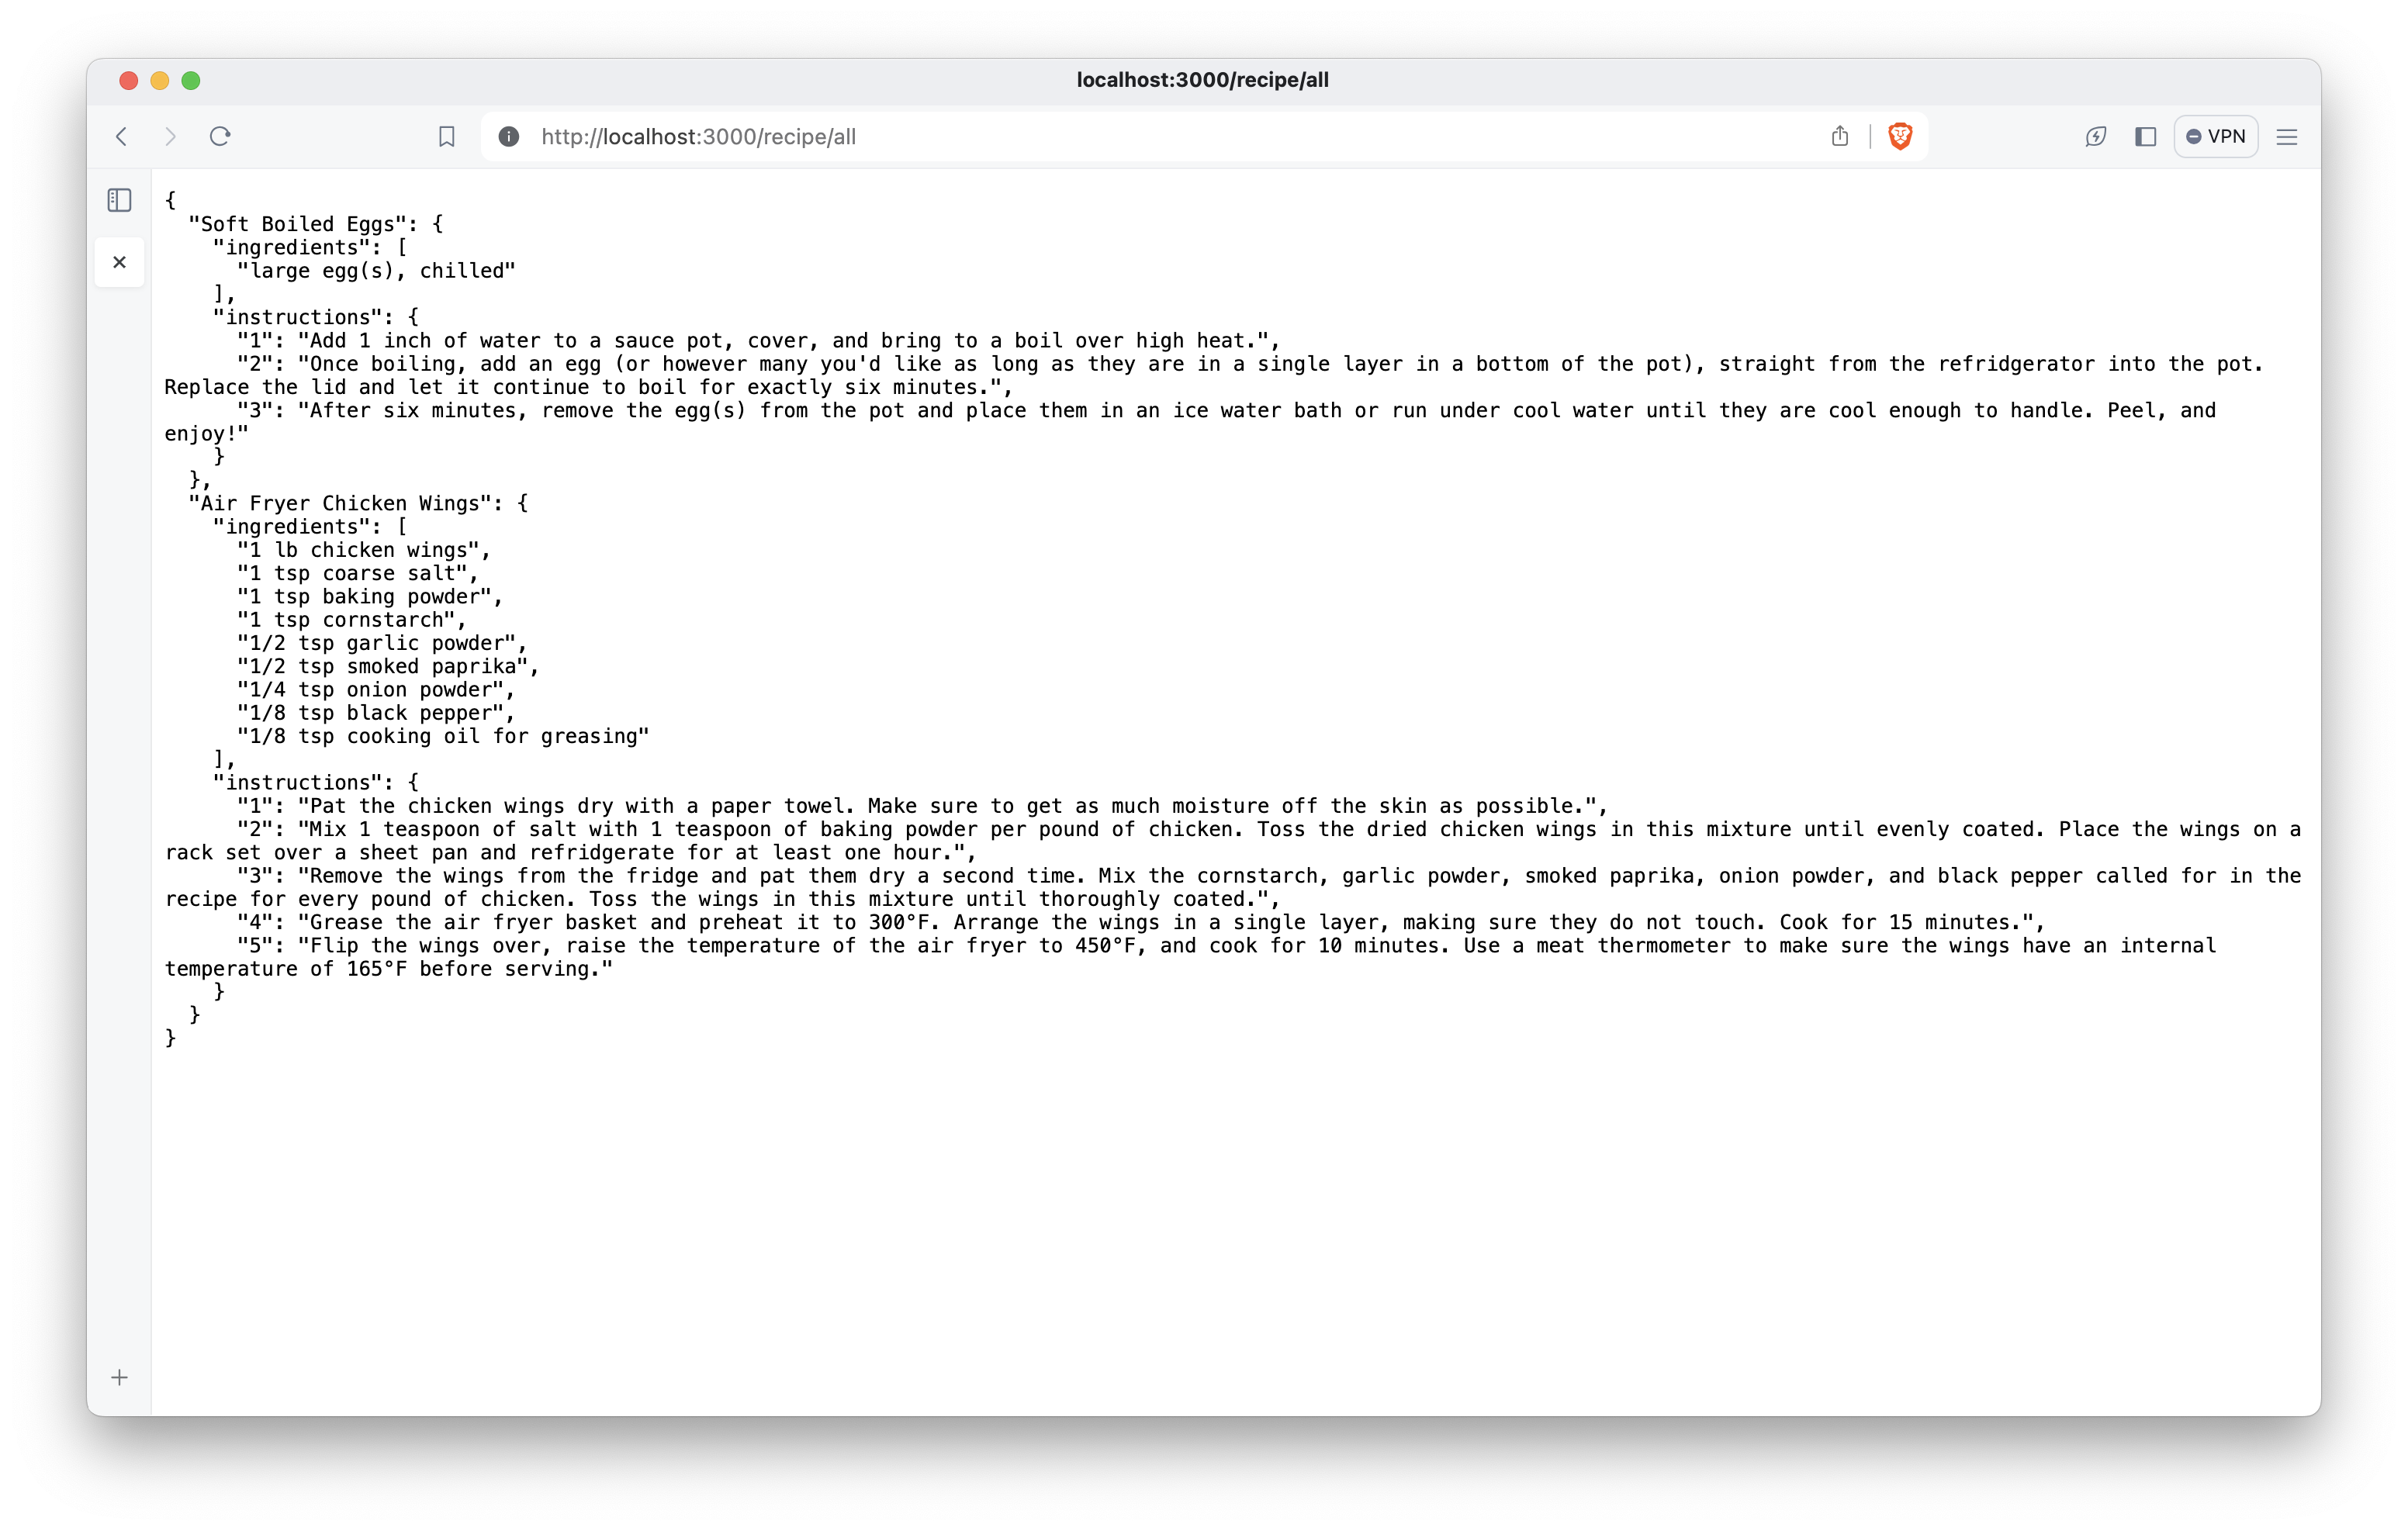 localhost:3000/recipe/all
http://localhost:3000/recipe/all
VPN
{
  "Soft Boiled Eggs": {
    "ingredients": [
      "large egg(s), chilled"
    ],
    "instructions": {
      "1": "Add 1 inch of water to a sauce pot, cover, and bring to a boil over high heat.",
      "2": "Once boiling, add an egg (or however many you'd like as long as they are in a single layer in a bottom of the pot), straight from the refridgerator into the pot.
Replace the lid and let it continue to boil for exactly six minutes.",
      "3": "After six minutes, remove the egg(s) from the pot and place them in an ice water bath or run under cool water until they are cool enough to handle. Peel, and
enjoy!"
    }
  },
  "Air Fryer Chicken Wings": {
    "ingredients": [
      "1 lb chicken wings",
      "1 tsp coarse salt",
      "1 tsp baking powder",
      "1 tsp cornstarch",
      "1/2 tsp garlic powder",
      "1/2 tsp smoked paprika",
      "1/4 tsp onion powder",
      "1/8 tsp black pepper",
      "1/8 tsp cooking oil for greasing"
    ],
    "instructions": {
      "1": "Pat the chicken wings dry with a paper towel. Make sure to get as much moisture off the skin as possible.",
      "2": "Mix 1 teaspoon of salt with 1 teaspoon of baking powder per pound of chicken. Toss the dried chicken wings in this mixture until evenly coated. Place the wings on a
rack set over a sheet pan and refridgerate for at least one hour.",
      "3": "Remove the wings from the fridge and pat them dry a second time. Mix the cornstarch, garlic powder, smoked paprika, onion powder, and black pepper called for in the
recipe for every pound of chicken. Toss the wings in this mixture until thoroughly coated.",
      "4": "Grease the air fryer basket and preheat it to 300°F. Arrange the wings in a single layer, making sure they do not touch. Cook for 15 minutes.",
      "5": "Flip the wings over, raise the temperature of the air fryer to 450°F, and cook for 10 minutes. Use a meat thermometer to make sure the wings have an internal
temperature of 165°F before serving."
    }
  }
}